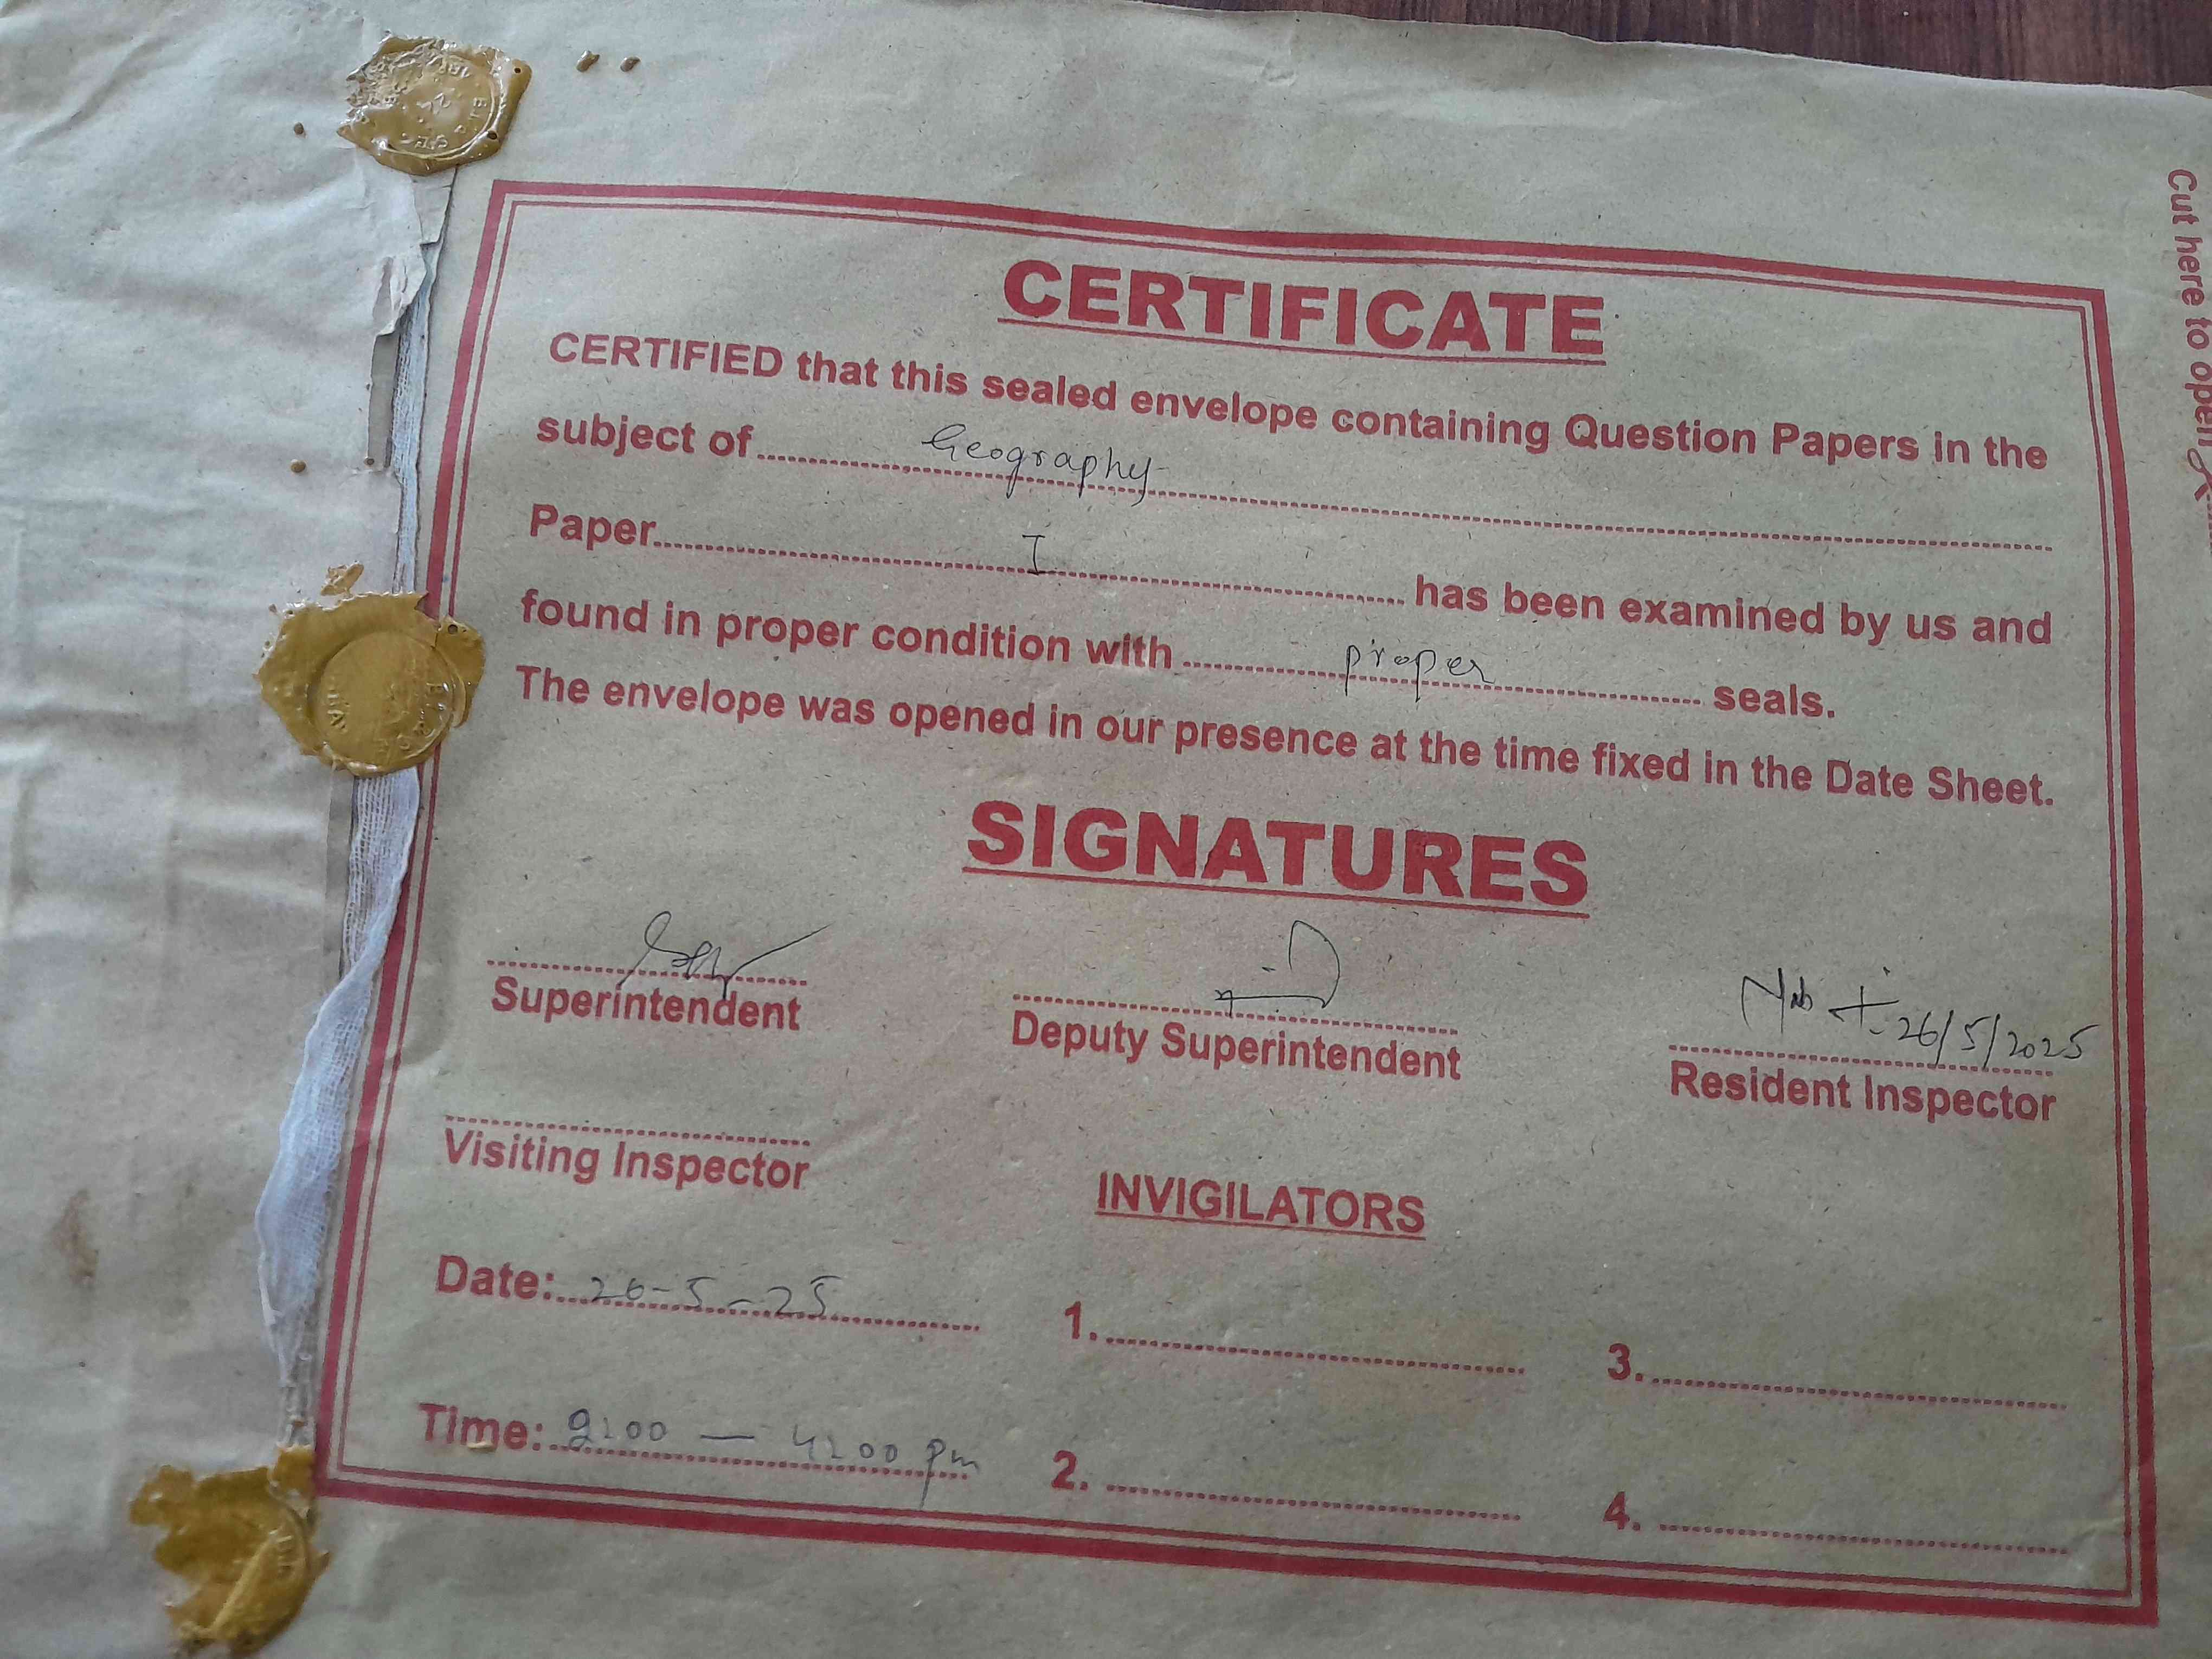 CERTIFICATE
CERTIFIED that this sealed envelope containing Question Papers in the
subject of Geography
Paper I has been examined by us and
found in proper condition with proper seals.
The envelope was opened in our presence at the time fixed in the Date Sheet.
SIGNATURES
Superintendent
Deputy Superintendent
26/5/2025
Resident Inspector
Visiting Inspector
INVIGILATORS
Date: 26-5-25
1.
3.
Time: 2:00 — 4:00 pm
2.
4.
Cut here to open